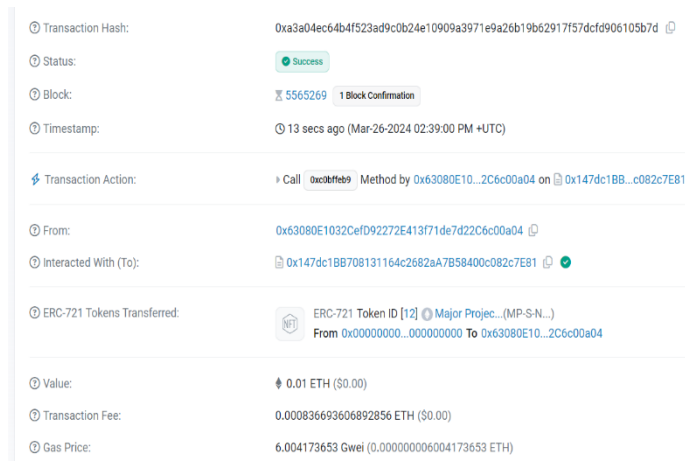 Transaction Hash: 0xa3a04ec64b4f523ad9c0b24e10909a3971e9a26b19b62917f57dcfd906105b7d
Status: Success
Block: 5565269 1 Block Confirmation
Timestamp: 13 secs ago (Mar-26-2024 02:39:00 PM +UTC)
Transaction Action: Call 0xc0bffeb9 Method by 0x63080E10...2C6c00a04 on 0x147dc1BB...c082c7E81
From: 0x63080E1032CefD92272E413f71de7d22C6c00a04
Interacted With (To): 0x147dc1BB708131164c2682aA7B58400c082c7E81
ERC-721 Tokens Transferred: NFT ERC-721 Token ID [12] Major Projec...(MP-S-N...)
From 0x00000000...000000000 To 0x63080E10...2C6c00a04
Value: 0.01 ETH ($0.00)
Transaction Fee: 0.000836693606892856 ETH ($0.00)
Gas Price: 6.004173653 Gwei (0.000000006004173653 ETH)